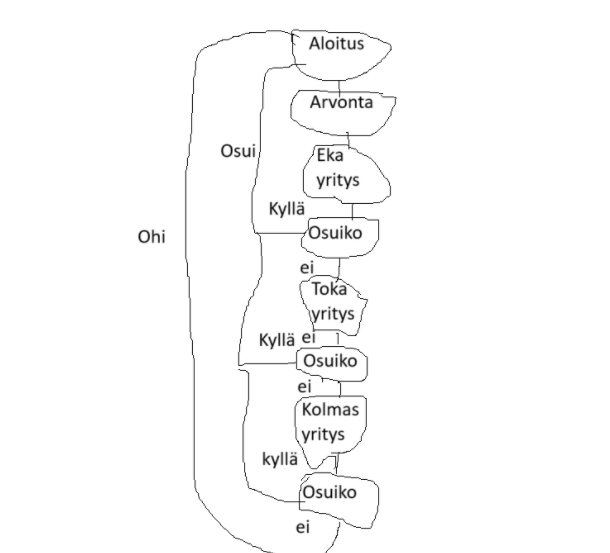 Aloitus
Arvonta
Osui
Eka
yritys
Kyllä
Ohi
Osuiko
ei
Toka
yritys
Kyllä ei
Osuiko
ei
Kolmas
yritys
kyllä
Osuiko
ei